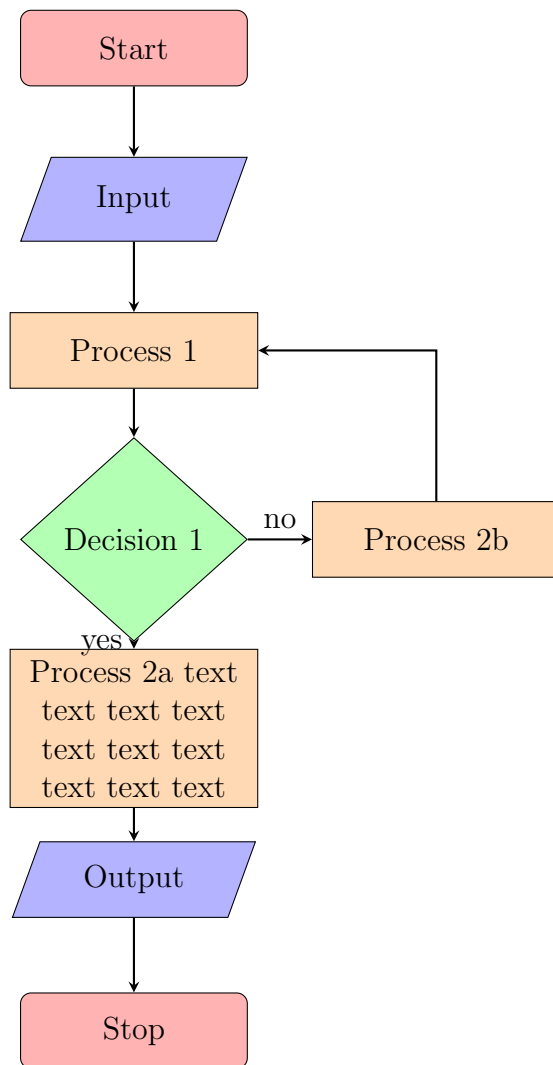 Start
Input
Process 1
Decision 1
no
Process 2b
yes
Process 2a text
text text text
text text text
text text text
Output
Stop